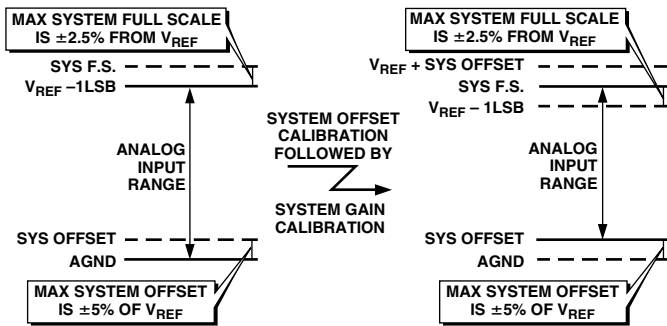 MAX SYSTEM FULL SCALE
IS ±2.5% FROM VREF
SYS F.S.
VREF –1LSB
ANALOG
INPUT
RANGE
SYS OFFSET
AGND
MAX SYSTEM OFFSET
IS ±5% OF VREF
SYSTEM OFFSET
CALIBRATION
FOLLOWED BY
SYSTEM GAIN
CALIBRATION
MAX SYSTEM FULL SCALE
IS ±2.5% FROM VREF
VREF + SYS OFFSET
SYS F.S.
VREF – 1LSB
ANALOG
INPUT
RANGE
SYS OFFSET
AGND
MAX SYSTEM OFFSET
IS ±5% OF VREF